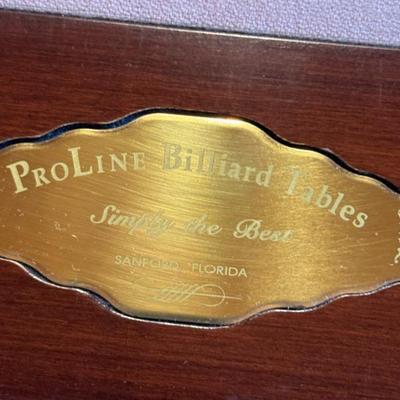 ProLine Billiard Tables
Simply the Best
SANFORD, FLORIDA